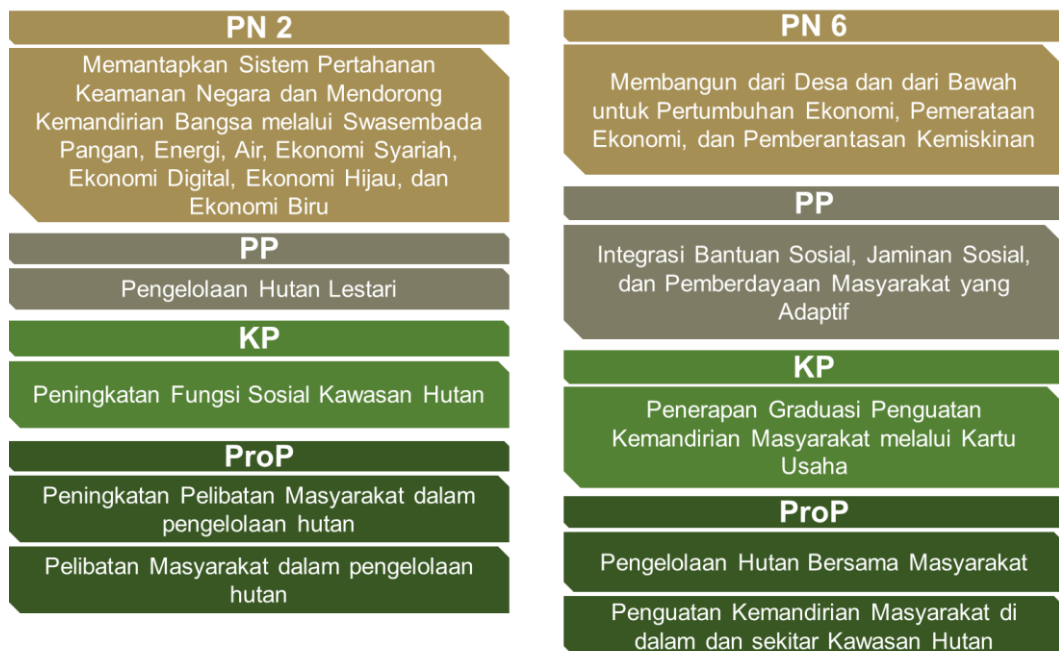 PN 2
Memantapkan Sistem Pertahanan
Keamanan Negara dan Mendorong
Kemandirian Bangsa melalui Swasembada
Pangan, Energi, Air, Ekonomi Syariah,
Ekonomi Digital, Ekonomi Hijau, dan
Ekonomi Biru
PP
Pengelolaan Hutan Lestari
KP
Peningkatan Fungsi Sosial Kawasan Hutan
ProP
Peningkatan Pelibatan Masyarakat dalam
pengelolaan hutan
Pelibatan Masyarakat dalam pengelolaan
hutan
PN 6
Membangun dari Desa dan dari Bawah
untuk Pertumbuhan Ekonomi, Pemerataan
Ekonomi, dan Pemberantasan Kemiskinan
PP
Integrasi Bantuan Sosial, Jaminan Sosial,
dan Pemberdayaan Masyarakat yang
Adaptif
KP
Penerapan Graduasi Penguatan
Kemandirian Masyarakat melalui Kartu
Usaha
ProP
Pengelolaan Hutan Bersama Masyarakat
Penguatan Kemandirian Masyarakat di
dalam dan sekitar Kawasan Hutan